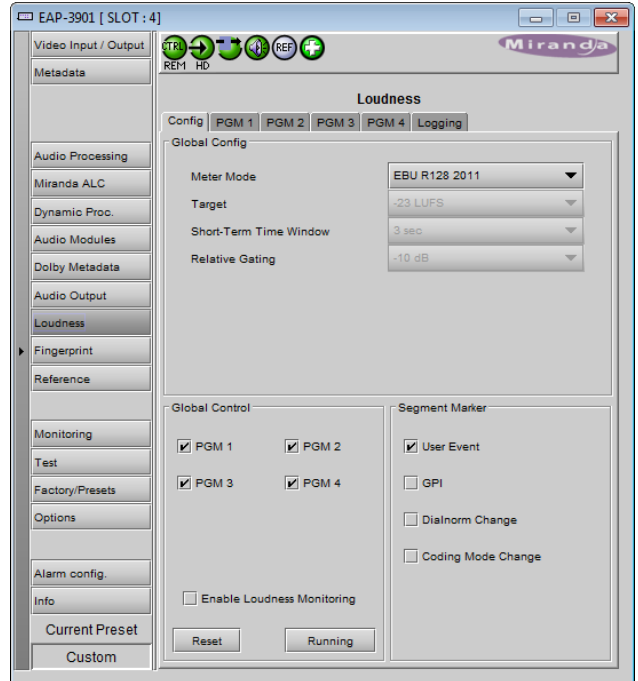 EAP-3901 [ SLOT : 4]
Video Input / Output
Metadata
Audio Processing
Miranda ALC
Dynamic Proc.
Audio Modules
Dolby Metadata
Audio Output
Loudness
Fingerprint
Reference
Monitoring
Test
Factory/Presets
Options
Alarm config.
Info
Current Preset
Custom
CTRL REF
REM HD
Miranda
Loudness
Config PGM 1 PGM 2 PGM 3 PGM 4 Logging
Global Config
Meter Mode EBU R128 2011
Target -23 LUFS
Short-Term Time Window 3 sec
Relative Gating -10 dB
Global Control
PGM 1 PGM 2
PGM 3 PGM 4
Enable Loudness Monitoring
Reset Running
Segment Marker
User Event
GPI
Dialnorm Change
Coding Mode Change